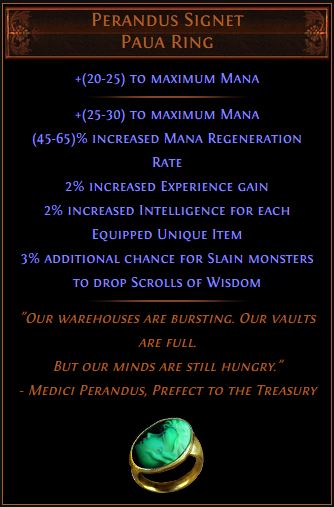 Perandus Signet
Paua Ring
+(20-25) to maximum Mana
+(25-30) to maximum Mana
(45-65)% increased Mana Regeneration
Rate
2% increased Experience gain
2% increased Intelligence for each
Equipped Unique Item
3% additional chance for Slain monsters
to drop Scrolls of Wisdom
"Our warehouses are bursting. Our vaults
are full.
But our minds are still hungry."
- Medici Perandus, Prefect to the Treasury